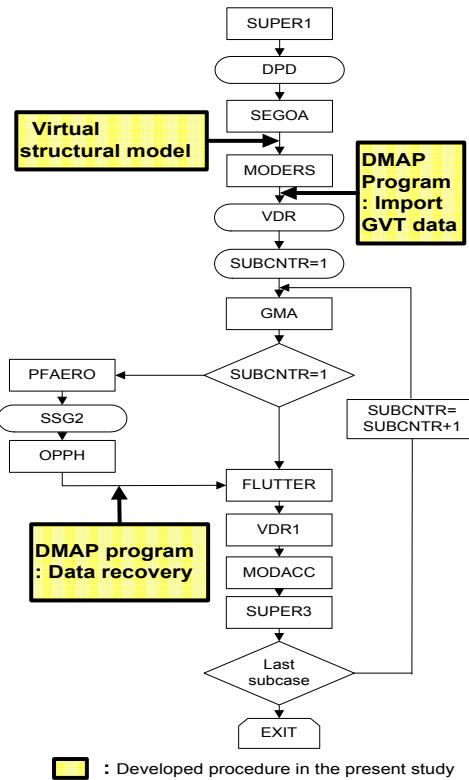 SUPER1
DPD
SEGOA
Virtual
structural model
MODERS
DMAP
Program
: Import
GVT data
VDR
SUBCNTR=1
GMA
SUBCNTR=1
PFAERO
SSG2
OPPH
SUBCNTR=
SUBCNTR+1
FLUTTER
DMAP program
: Data recovery
VDR1
MODACC
SUPER3
Last
subcase
EXIT
: Developed procedure in the present study